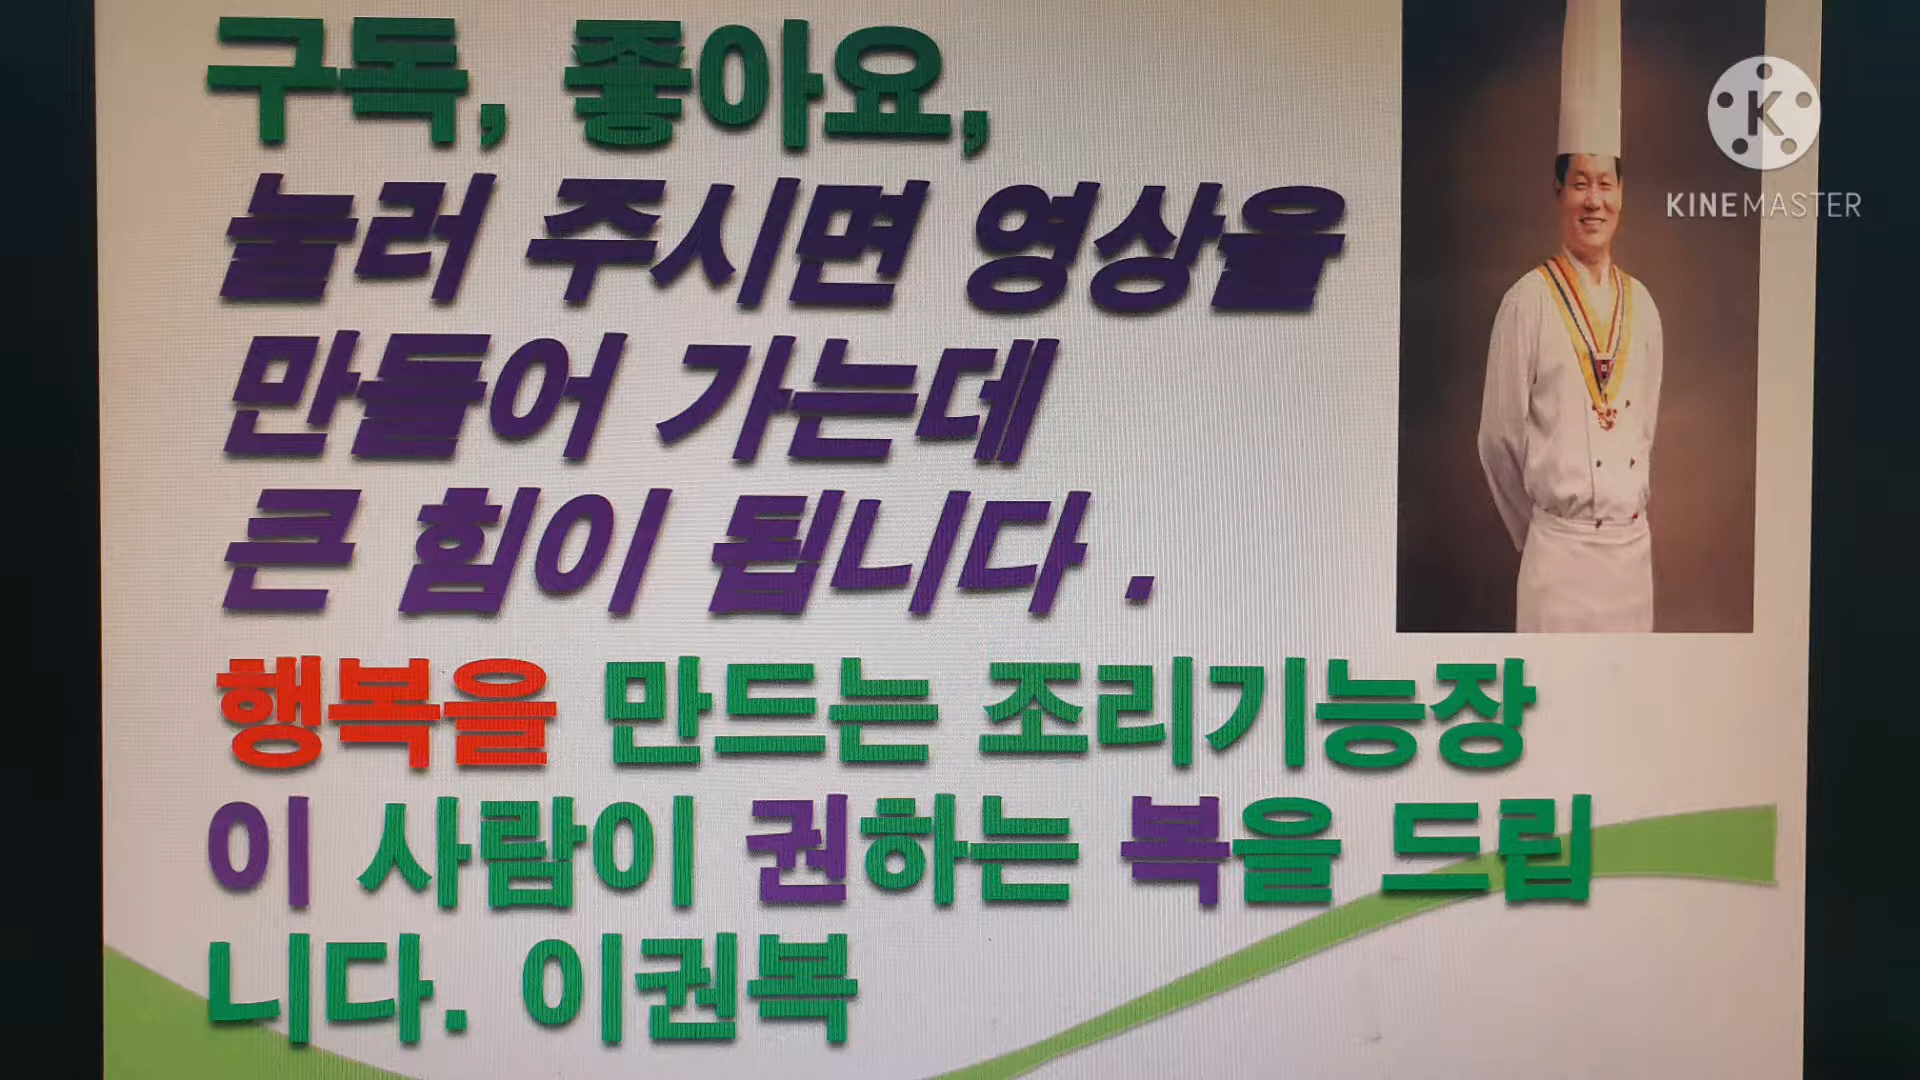 구독, 좋아요,
눌러 주시면 영상을
만들어 가는데
큰 힘이 됩니다 .
행복을 만드는 조리기능장
이 사람이 권하는 복을 드립
니다. 이권복
K
KINEMASTER